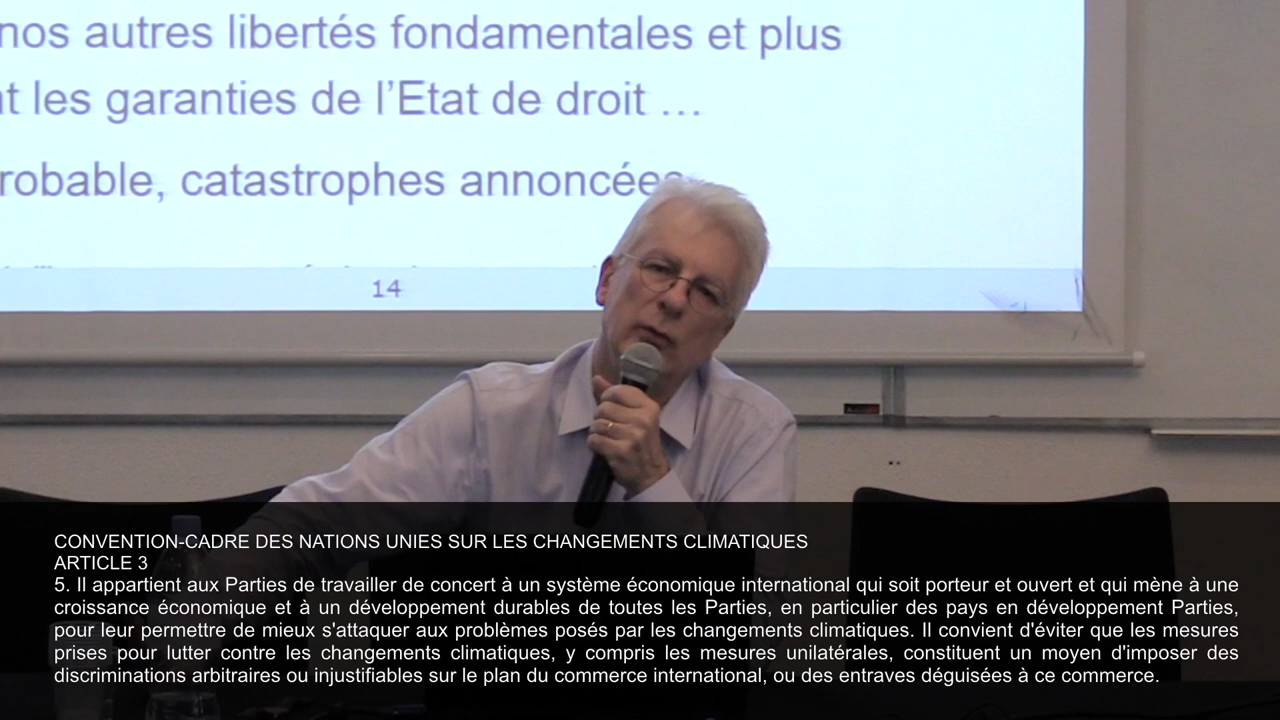 nos autres libertés fondamentales et plus
les garanties de l'Etat de droit ...
catastrophes annoncées
14
CONVENTION-CADRE DES NATIONS UNIES SUR LES CHANGEMENTS CLIMATIQUES
ARTICLE 3
5. Il appartient aux Parties de travailler de concert à un système économique international qui soit porteur et ouvert et qui mène à une
croissance économique et à un développement durables de toutes les Parties, en particulier des pays en développement Parties,
pour leur permettre de mieux s'attaquer aux problèmes posés par les changements climatiques. Il convient d'éviter que les mesures
prises pour lutter contre les changements climatiques, y compris les mesures unilatérales, constituent un moyen d'imposer des
discriminations arbitraires ou injustifiables sur le plan du commerce international, ou des entraves déguisées à ce commerce.